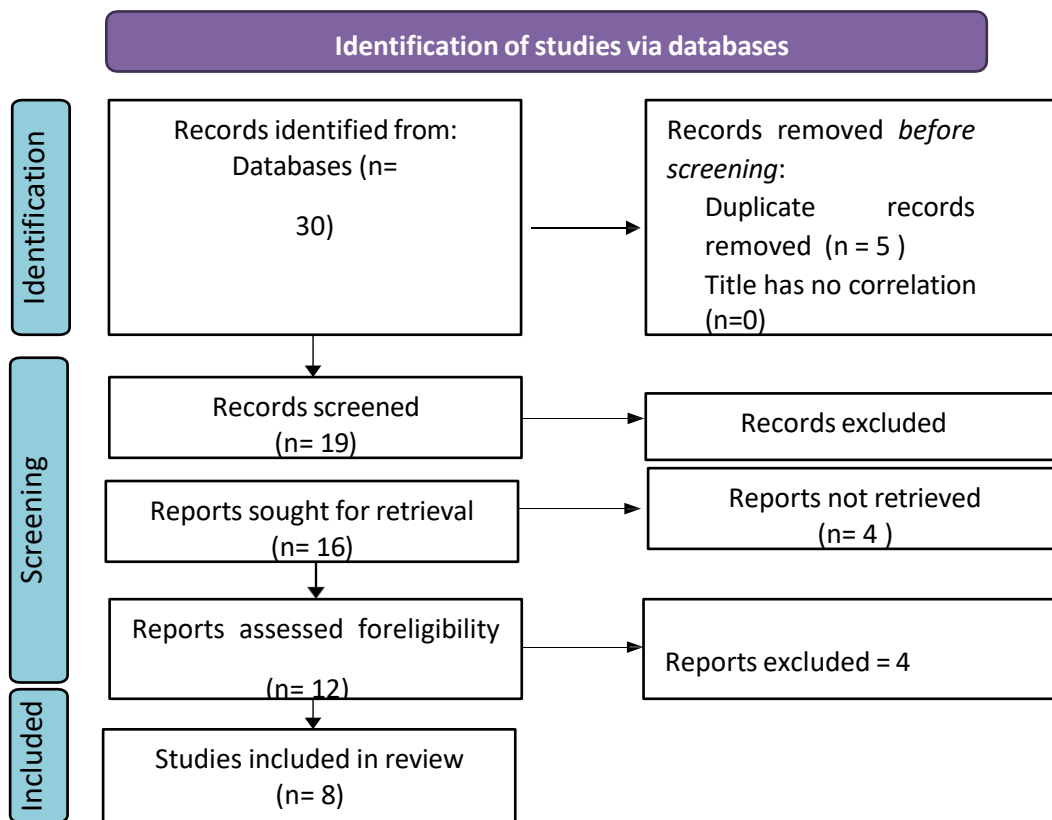 Identification of studies via databases
Identification
Records identified from:
Databases (n=
30)
Records removed before
screening:
Duplicate records
removed (n = 5 )
Title has no correlation
(n=0)
Screening
Records screened
(n= 19)
Records excluded
Reports sought for retrieval
(n= 16)
Reports not retrieved
(n= 4 )
Reports assessed foreligibility
(n= 12)
Reports excluded = 4
Included
Studies included in review
(n= 8)